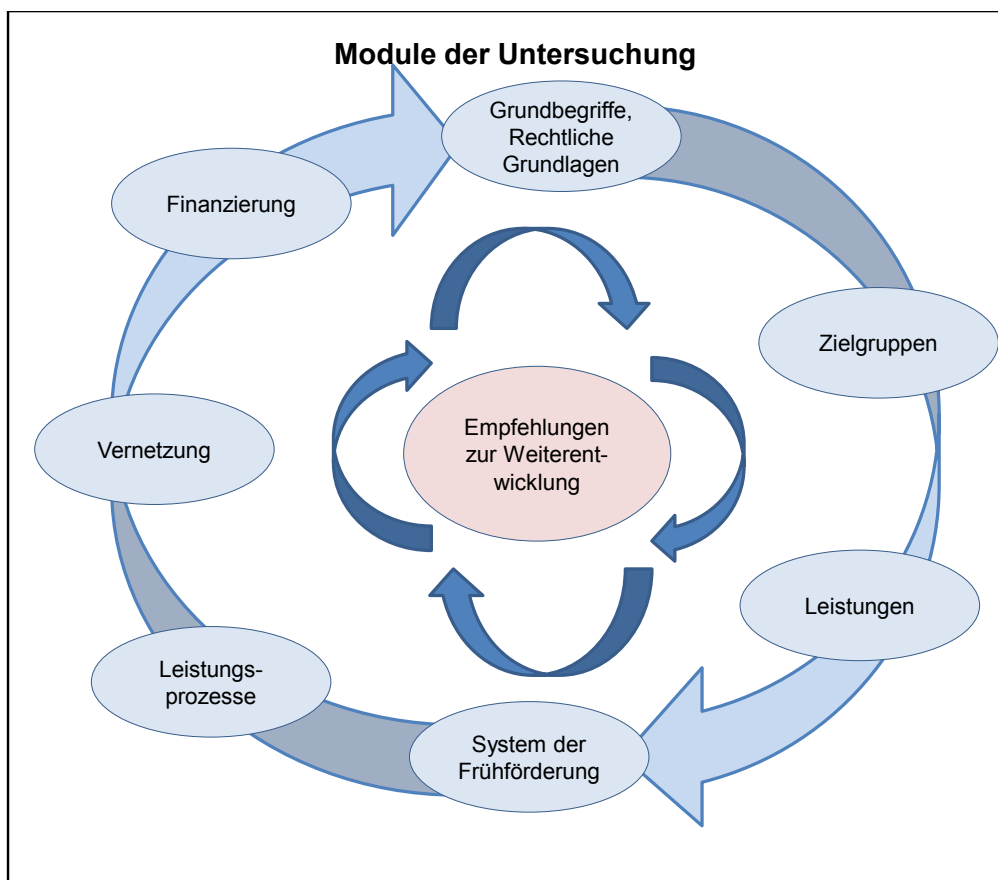 Module der Untersuchung
Grundbegriffe,
Rechtliche
Grundlagen
Finanzierung
Zielgruppen
Empfehlungen
zur Weiterent-
wicklung
Vernetzung
Leistungen
Leistungs-
prozesse
System der
Frühförderung